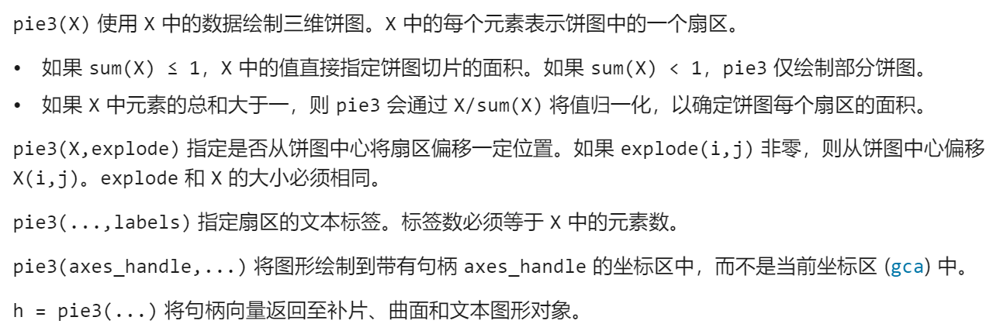 pie3(X) 使用 X 中的数据绘制三维饼图。X 中的每个元素表示饼图中的一个扇区。
• 如果 sum(X) ≤ 1，X 中的值直接指定饼图切片的面积。如果 sum(X) < 1，pie3 仅绘制部分饼图。
• 如果 X 中元素的总和大于一，则 pie3 会通过 X/sum(X) 将值归一化，以确定饼图每个扇区的面积。
pie3(X,explode) 指定是否从饼图中心将扇区偏移一定位置。如果 explode(i,j) 非零，则从饼图中心偏移
X(i,j)。explode 和 X 的大小必须相同。
pie3(...,labels) 指定扇区的文本标签。标签数必须等于 X 中的元素数。
pie3(axes_handle,...) 将图形绘制到带有句柄 axes_handle 的坐标区中，而不是当前坐标区 (gca) 中。
h = pie3(...) 将句柄向量返回至补片、曲面和文本图形对象。